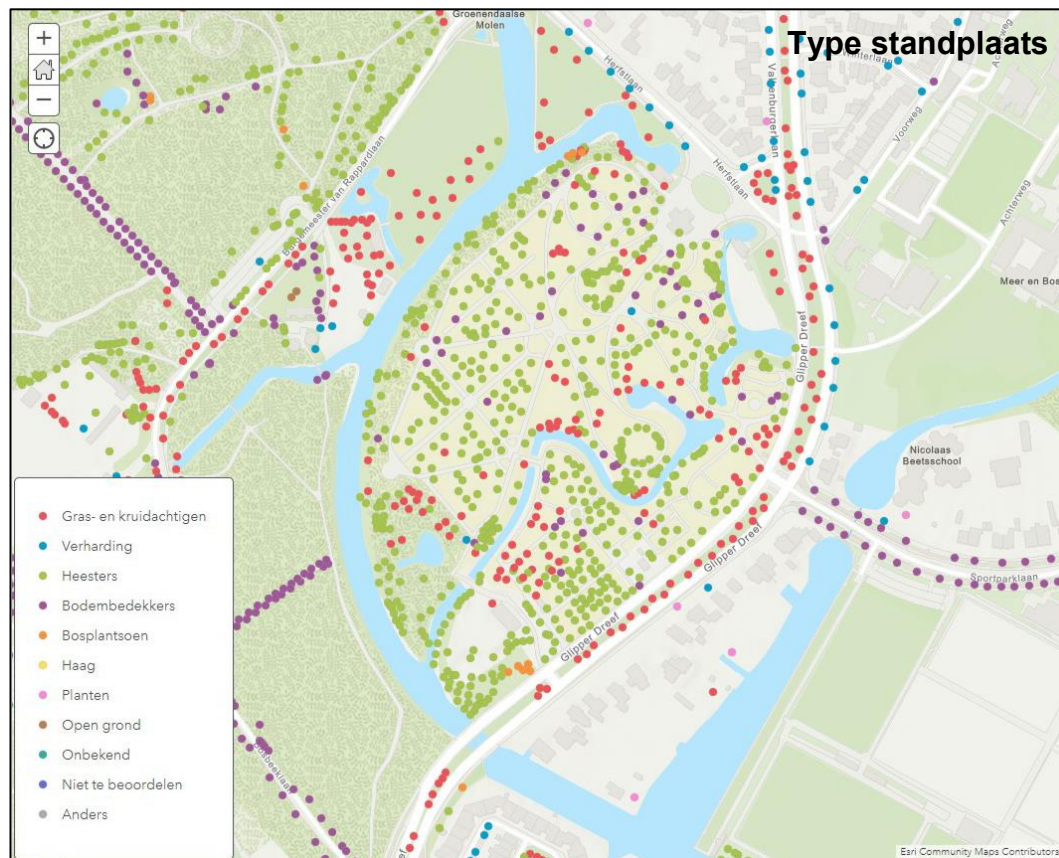 Type standplaats
Groenendaalse
Molen
Herfstlaan
Valkenburgerlaan
Winterlaan
Voorweg
Achterweg
Achterweg
Herfstlaan
Burgemeester van Rappardlaan
Meer en Bos
Glipper Dreef
Nicolaas
Beetsschool
Glipper Dreef
Sportparklaan
Glipper Dreef
Gras- en kruidachtigen
Verharding
Heesters
Bodembedekkers
Bosplantsoen
Haag
Planten
Open grond
Onbekend
Niet te beoordelen
Anders
Esri Community Maps Contributors